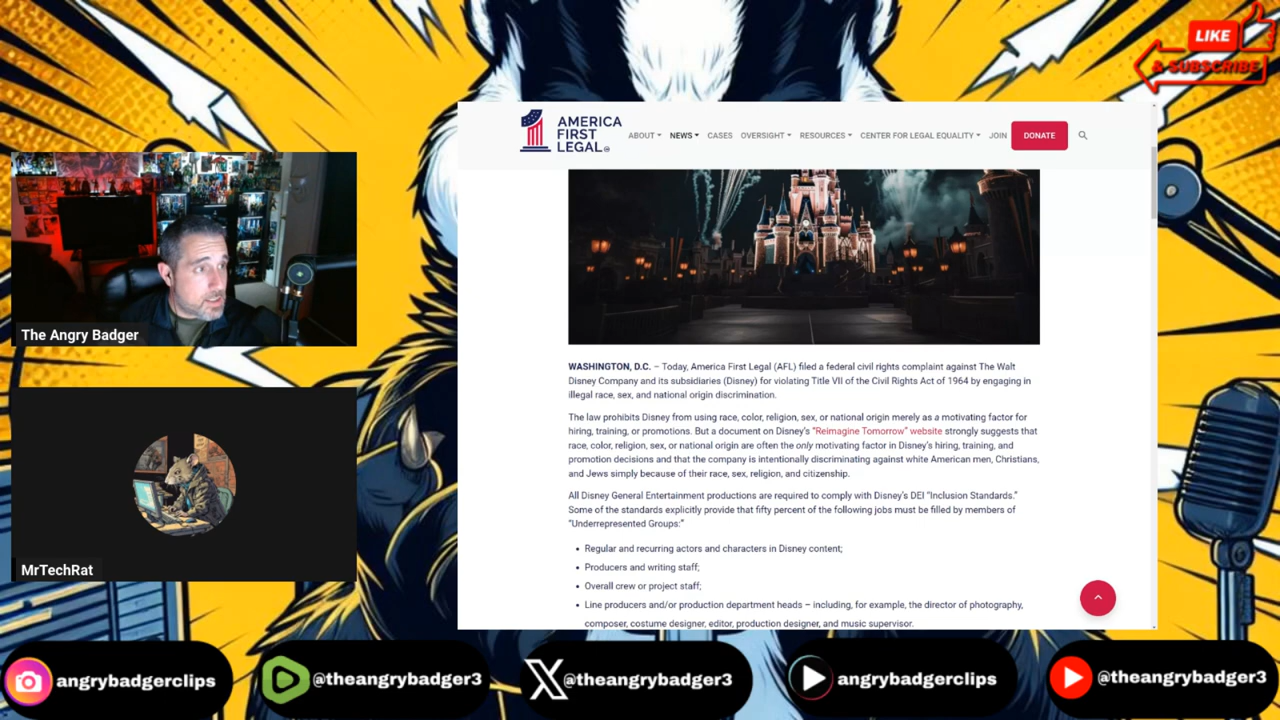 LIKE
& SUBSCRIBE
AMERICA
FIRST
LEGAL®
ABOUT NEWS CASES OVERSIGHT RESOURCES CENTER FOR LEGAL EQUALITY JOIN DONATE
WASHINGTON, D.C. – Today, America First Legal (AFL) filed a federal civil rights complaint against The Walt
Disney Company and its subsidiaries (Disney) for violating Title VII of the Civil Rights Act of 1964 by engaging in
illegal race, sex, and national origin discrimination.
The law prohibits Disney from using race, color, religion, sex, or national origin merely as a motivating factor for
hiring, training, or promotions. But a document on Disney's "Reimagine Tomorrow" website strongly suggests that
race, color, religion, sex, or national origin are often the only motivating factor in Disney's hiring, training, and
promotion decisions and that the company is intentionally discriminating against white American men, Christians,
and Jews simply because of their race, sex, religion, and citizenship.
All Disney General Entertainment productions are required to comply with Disney's DEI "Inclusion Standards."
Some of the standards explicitly provide that fifty percent of the following jobs must be filled by members of
"Underrepresented Groups:"
• Regular and recurring actors and characters in Disney content;
• Producers and writing staff;
• Overall crew or project staff;
• Line producers and/or production department heads – including, for example, the director of photography,
composer, costume designer, editor, production designer, and music supervisor.
The Angry Badger
MrTechRat
angrybadgerclips
@theangrybadger3
@theangrybadger3
angrybadgerclips
@theangrybadger3